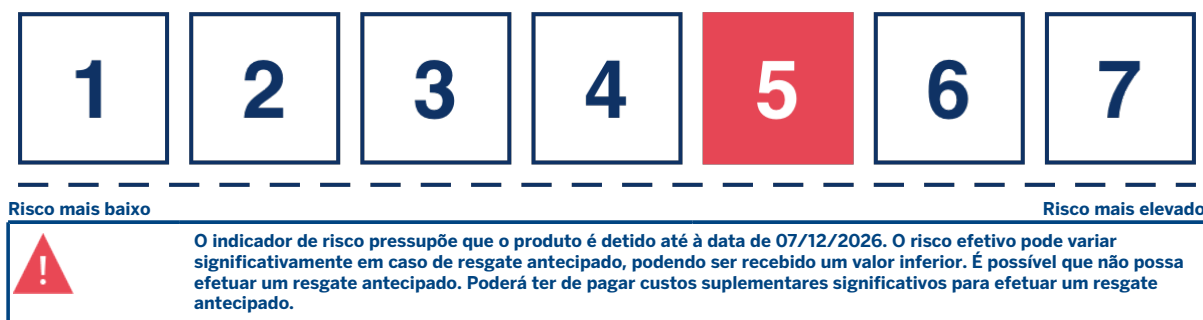 1 2 3 4 5 6 7
Risco mais baixo Risco mais elevado
!
O indicador de risco pressupõe que o produto é detido até à data de 07/12/2026. O risco efetivo pode variar
significativamente em caso de resgate antecipado, podendo ser recebido um valor inferior. É possível que não possa
efetuar um resgate antecipado. Poderá ter de pagar custos suplementares significativos para efetuar um resgate
antecipado.